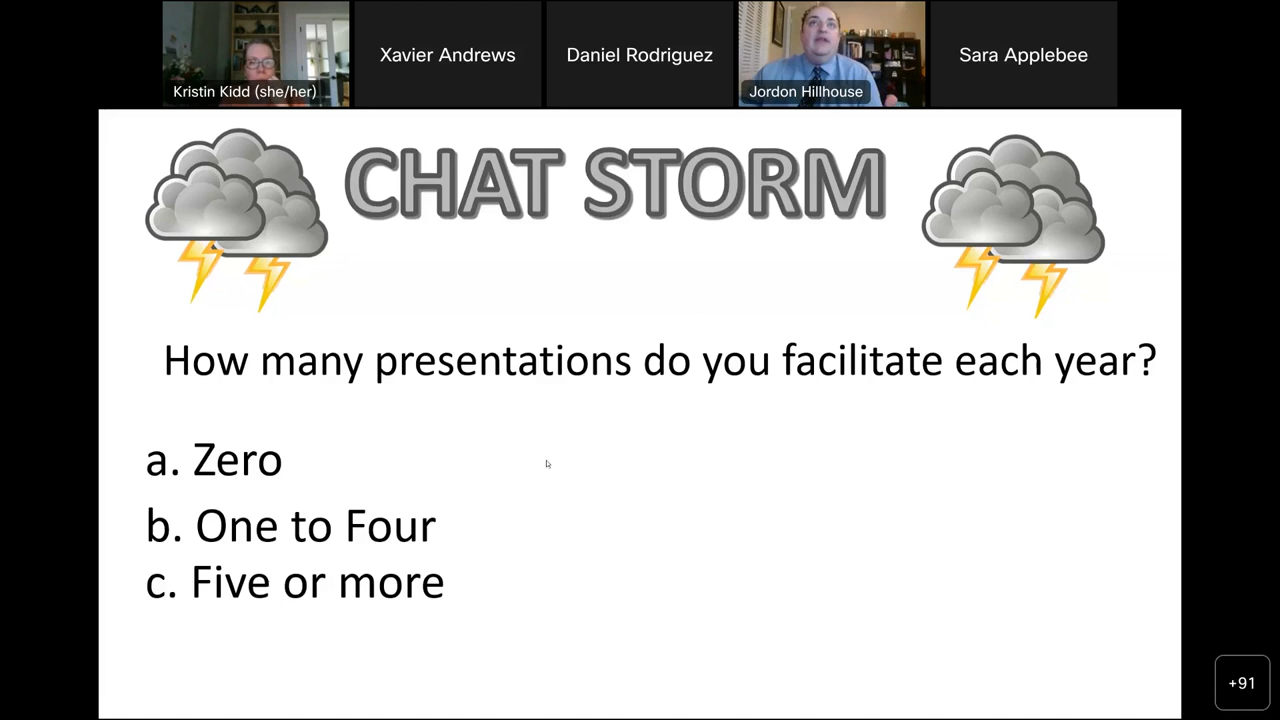 Kristin Kidd (she/her)
Xavier Andrews
Daniel Rodriguez
Jordon Hillhouse
Sara Applebee
CHAT STORM
How many presentations do you facilitate each year?
a. Zero
b. One to Four
c. Five or more
+91